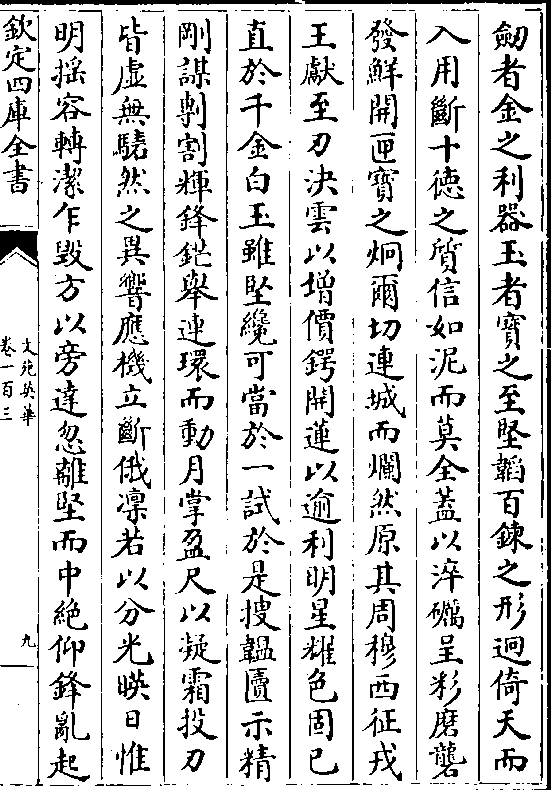 劒者金之利器玉者寳之至堅韜百鍊之形迥倚天而
入用斷十徳之質信如泥而莫全蓋以淬礪呈彩磨礱
發鮮開匣寳之炯爾切連城而爛然原其周穆西征戎
王獻至刃決雲以增價鍔開蓮以逾利明星耀色固已
直於千金白玉雖堅纔可當於一試於是捜韞匵示精
剛謀剸割輝鋒鋩舉連環而動月掌盈尺以凝霜投刀
皆虚無驍然之異響應機立斷俄凛若以分光暎日惟
明揺容轉潔乍毁方以旁達忽離堅而中絶仰鋒亂起
欽定四庫全書
文苑英華
卷一百三
九